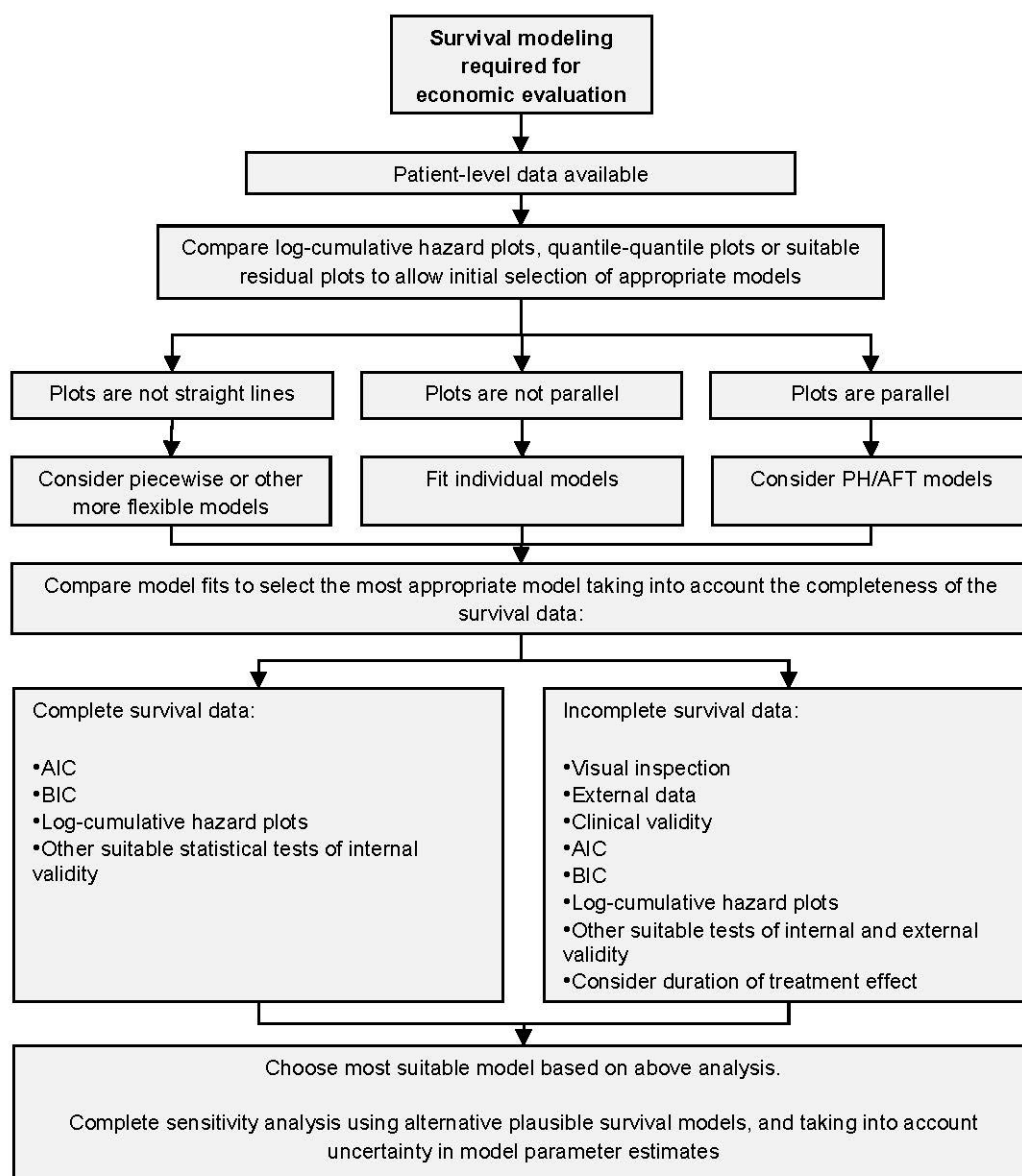 Survival modeling
required for
economic evaluation
Patient-level data available
Compare log-cumulative hazard plots, quantile-quantile plots or suitable
residual plots to allow initial selection of appropriate models
Plots are not straight lines
Plots are not parallel
Plots are parallel
Consider piecewise or other
more flexible models
Fit individual models
Consider PH/AFT models
Compare model fits to select the most appropriate model taking into account the completeness of the
survival data:
Complete survival data:
•AIC
•BIC
•Log-cumulative hazard plots
•Other suitable statistical tests of internal
validity
Incomplete survival data:
•Visual inspection
•External data
•Clinical validity
•AIC
•BIC
•Log-cumulative hazard plots
•Other suitable tests of internal and external
validity
•Consider duration of treatment effect
Choose most suitable model based on above analysis.
Complete sensitivity analysis using alternative plausible survival models, and taking into account
uncertainty in model parameter estimates